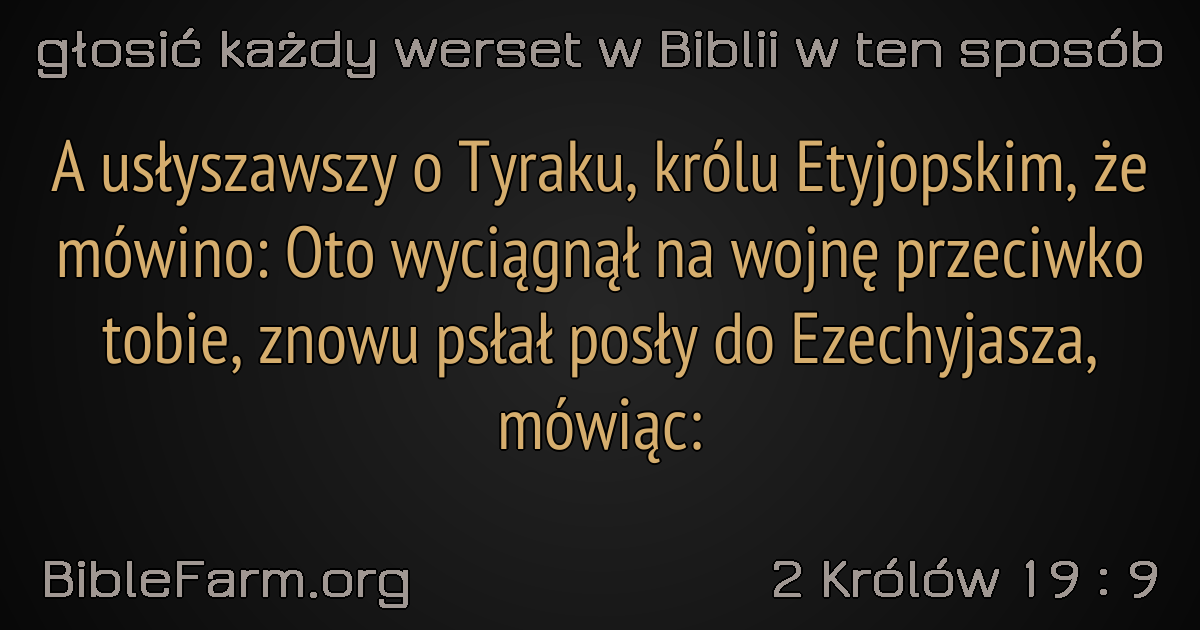 głosić każdy werset w Biblii w ten sposób
A usłyszawszy o Tyraku, królu Etyjopskim, że
mówino: Oto wyciągnął na wojnę przeciwko
tobie, znowu psłał posły do Ezechyjasza,
mówiąc:
BibleFarm.org
2 Królów 19 : 9